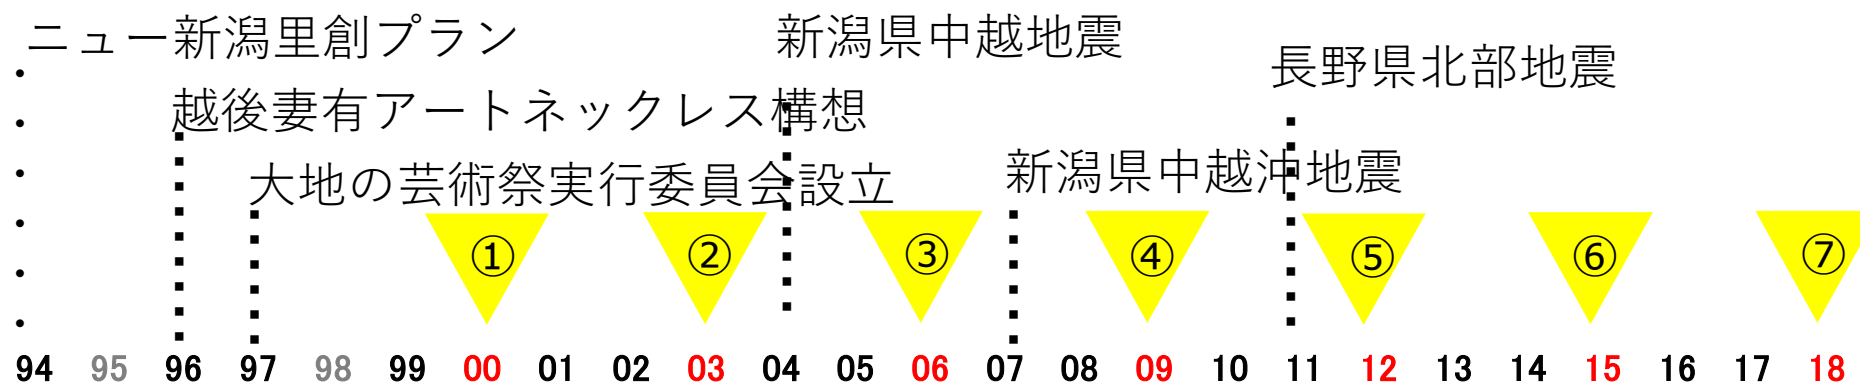 ニュー新潟里創プラン
新潟県中越地震
長野県北部地震
越後妻有アートネックレス構想
新潟県中越沖地震
大地の芸術祭実行委員会設立
① ② ③ ④ ⑤ ⑥ ⑦
94 95 96 97 98 99 00 01 02 03 04 05 06 07 08 09 10 11 12 13 14 15 16 17 18